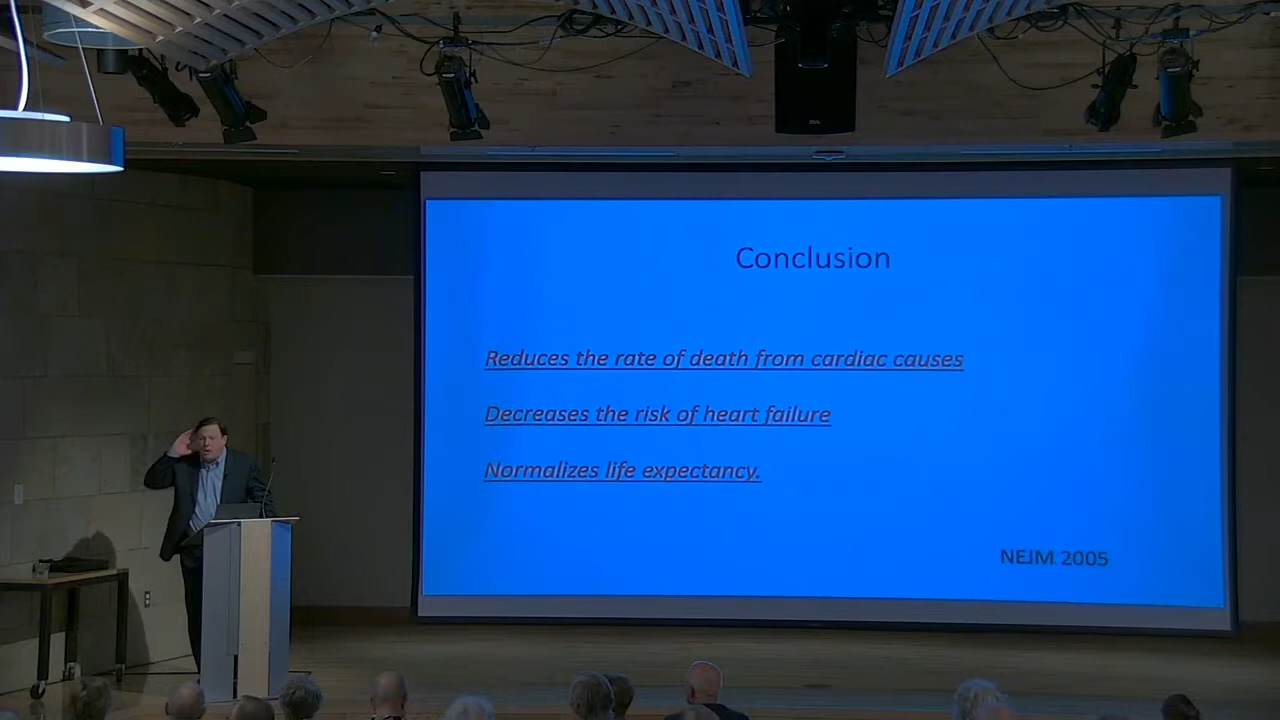 Conclusion
Reduces the rate of death from cardiac causes
Decreases the risk of heart failure
Normalizes life expectancy.
NEJM 2005